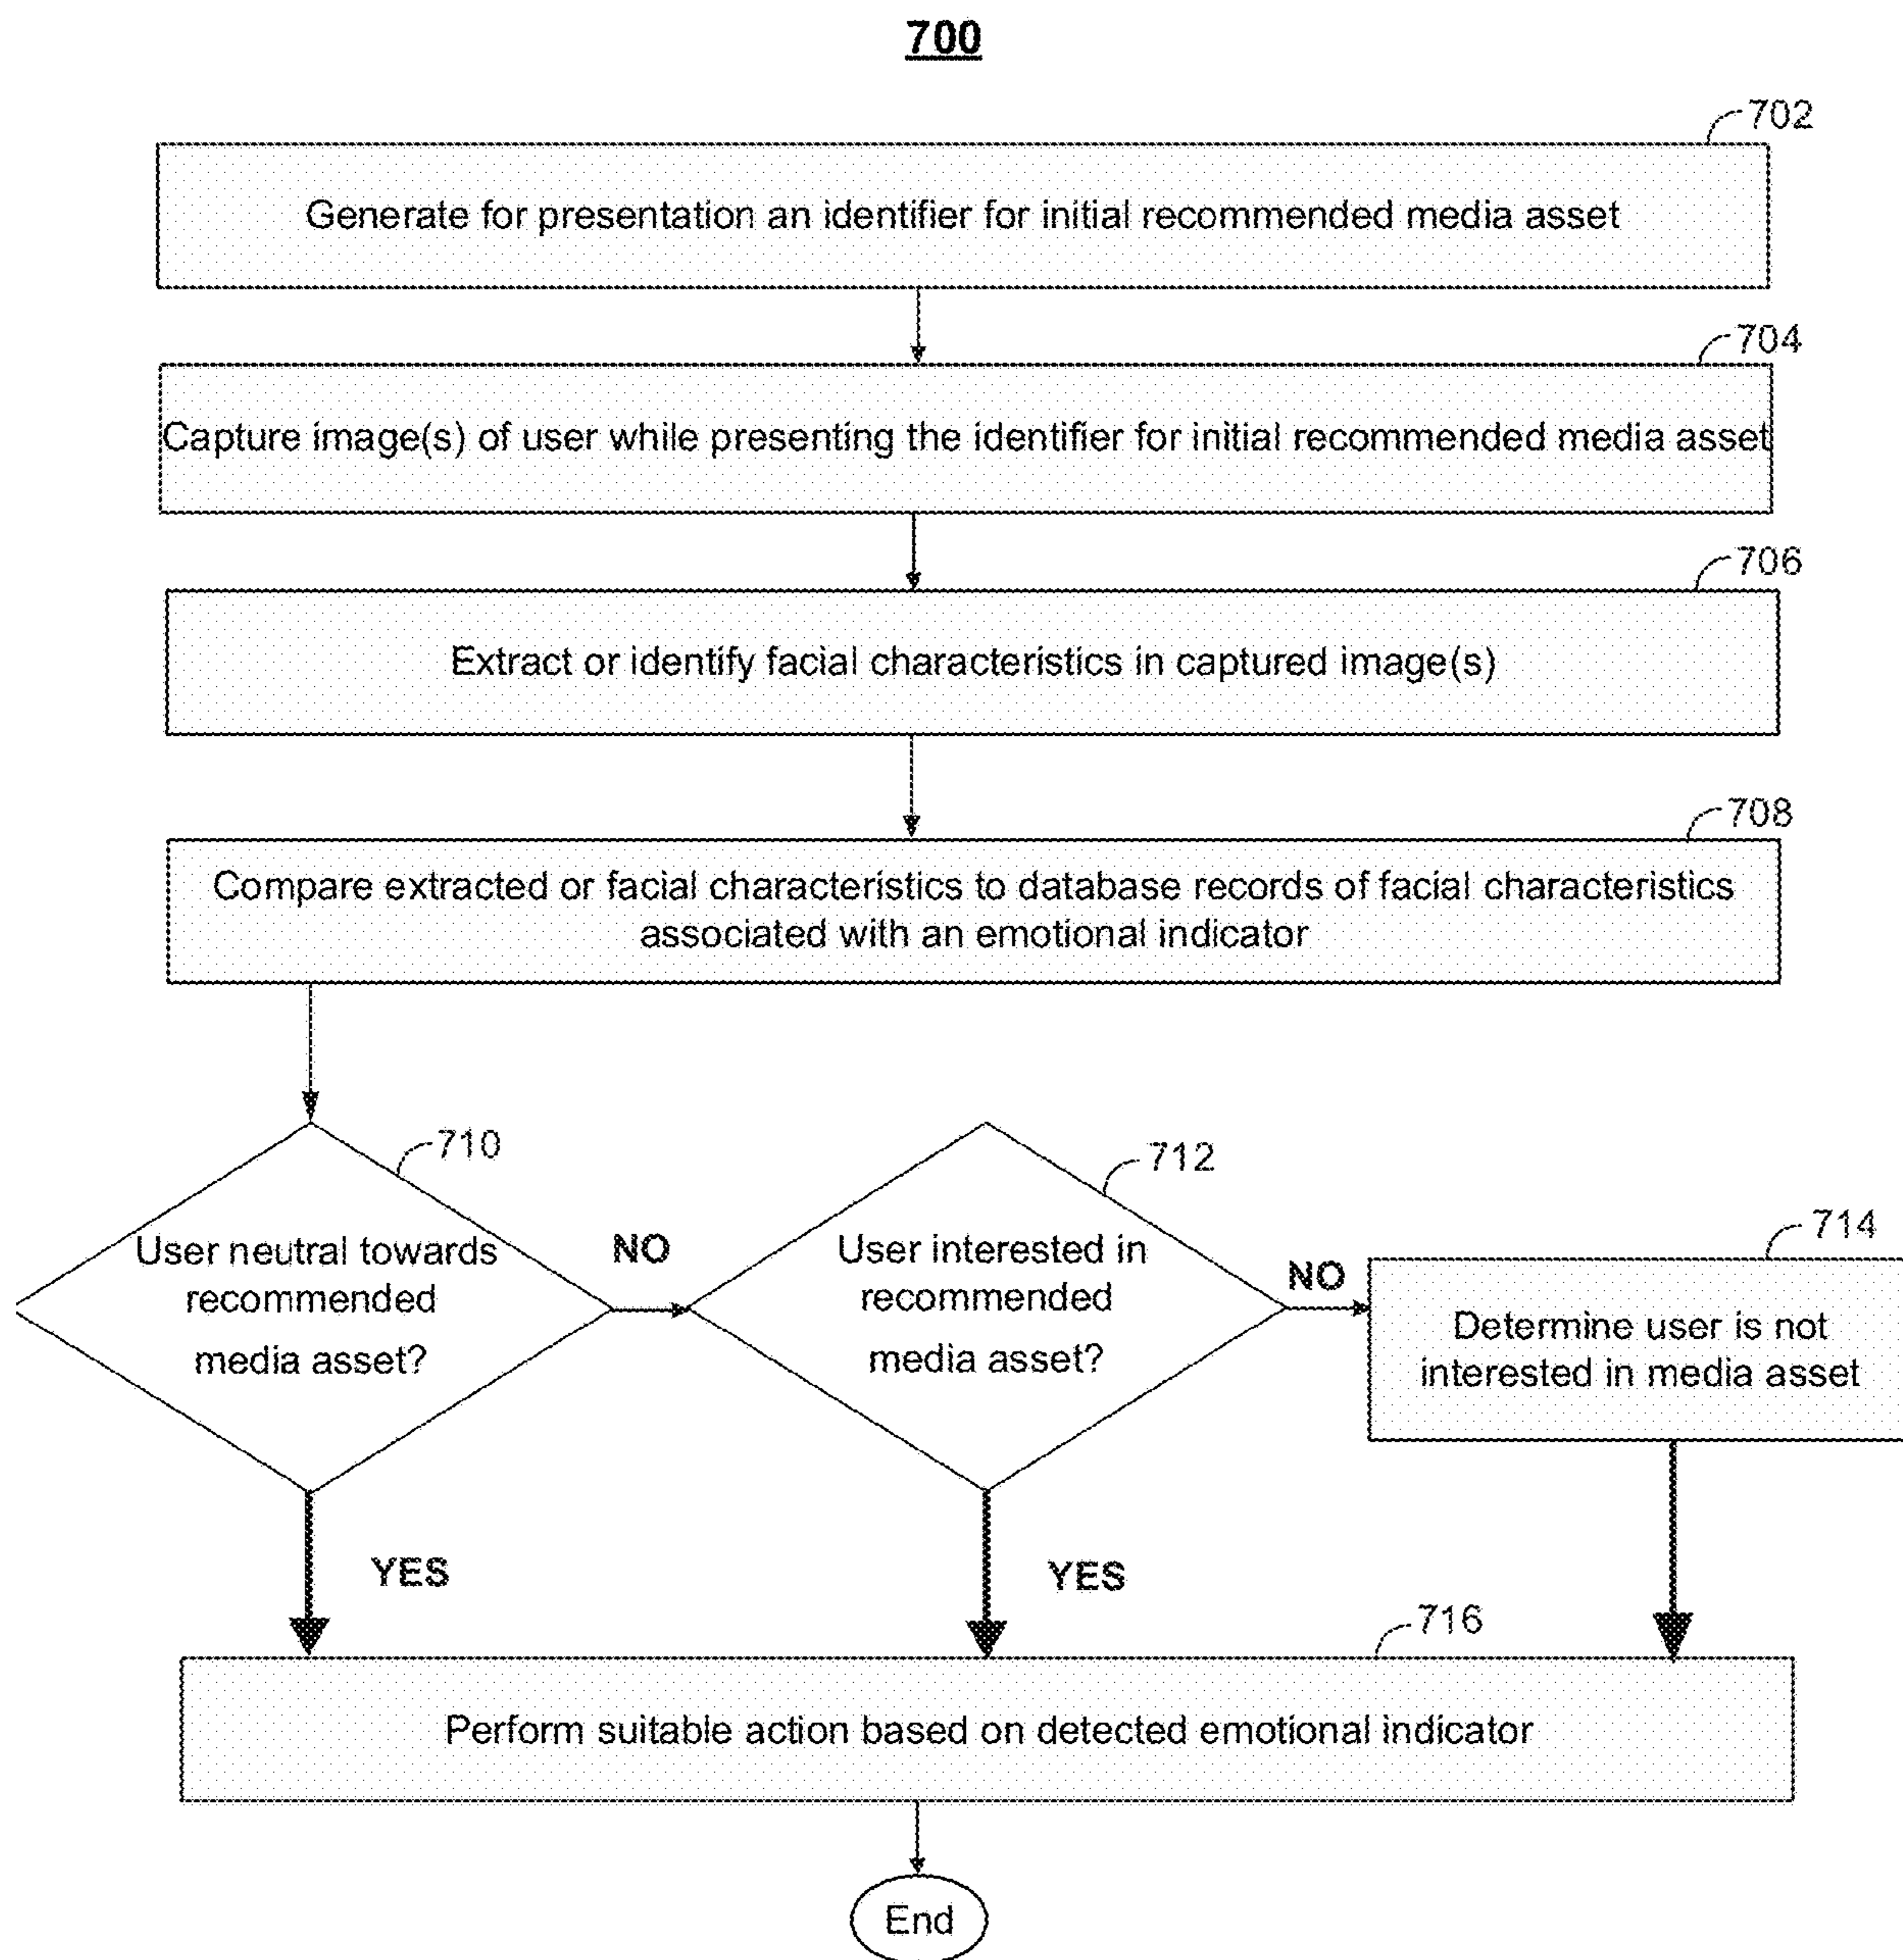 700
702
Generate for presentation an identifier for initial recommended media asset
704
Capture image(s) of user while presenting the identifier for initial recommended media asset
706
Extract or identify facial characteristics in captured image(s)
708
Compare extracted or facial characteristics to database records of facial characteristics
associated with an emotional indicator
710
User neutral towards
recommended
media asset?
NO
712
User interested in
recommended
media asset?
NO
714
Determine user is not
interested in media asset
YES
YES
716
Perform suitable action based on detected emotional indicator
End